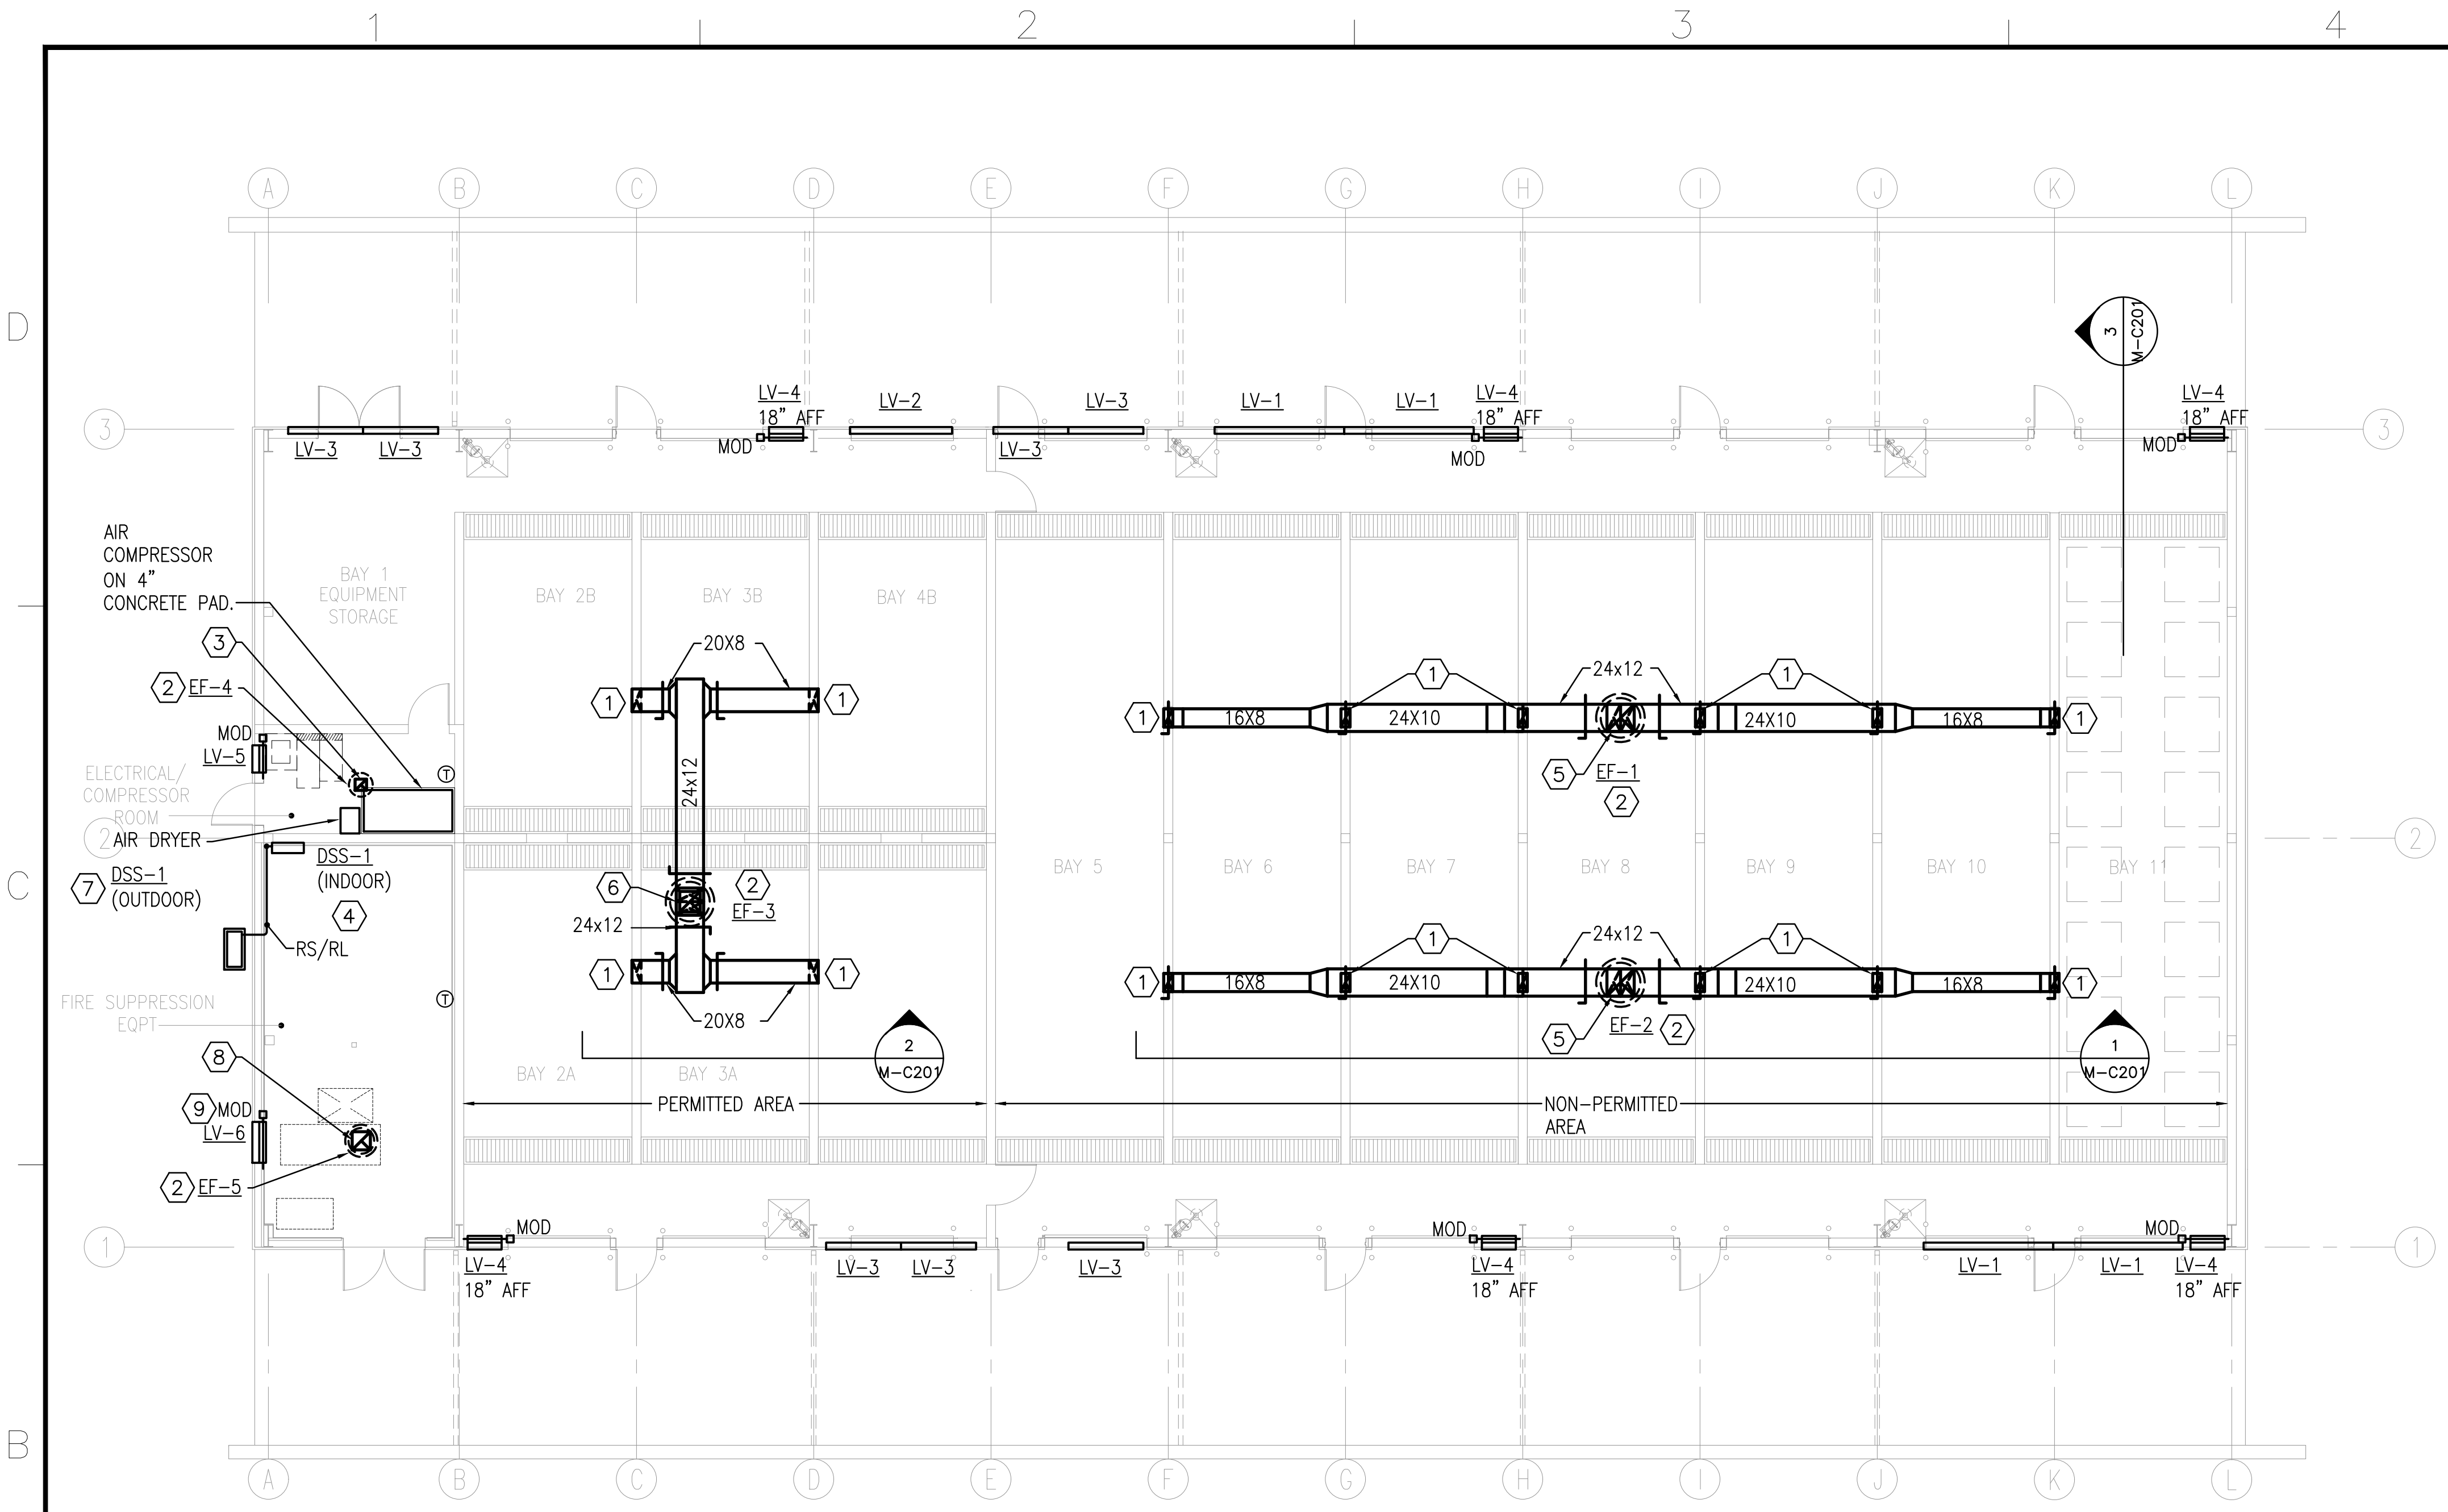 1 2 3 4
A B C D E F G H I J K L
D
3
M-C201
LV-4
18" AFF
LV-2
LV-3
LV-1
LV-1
LV-4
18" AFF
LV-4
18" AFF
3
3
LV-3
LV-3
MOD
LV-3
MOD
MOD
AIR
COMPRESSOR
ON 4"
CONCRETE PAD.
BAY 1
EQUIPMENT
STORAGE
BAY 2B
BAY 3B
BAY 4B
3
20X8
24x12
1
1
2 EF-4
1
1
1
16X8
24X10
24X10
16X8
1
MOD
LV-5
24x12
5
EF-1
2
T
ELECTRICAL/
COMPRESSOR
ROOM
2
AIR DRYER
2
DSS-1
(INDOOR)
7
DSS-1
(OUTDOOR)
4
6
2
EF-3
BAY 5
BAY 6
BAY 7
BAY 8
BAY 9
BAY 10
BAY 11
C
24x12
RS/RL
24x12
1
1
1
1
1
16X8
24X10
24X10
16X8
1
T
FIRE SUPPRESSION
EQPT
20X8
5
EF-2
2
8
2
M-C201
1
M-C201
BAY 2A
BAY 3A
9
MOD
LV-6
PERMITTED AREA
NON-PERMITTED
AREA
2 EF-5
1
MOD
MOD
MOD
1
LV-4
18" AFF
LV-3
LV-3
LV-3
LV-4
18" AFF
LV-1
LV-1
LV-4
18" AFF
B
A B C D E F G H I J K L